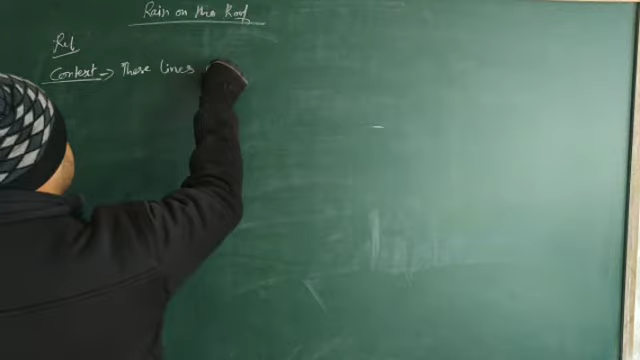 Rain on the Roof
Ref
Context → These lines